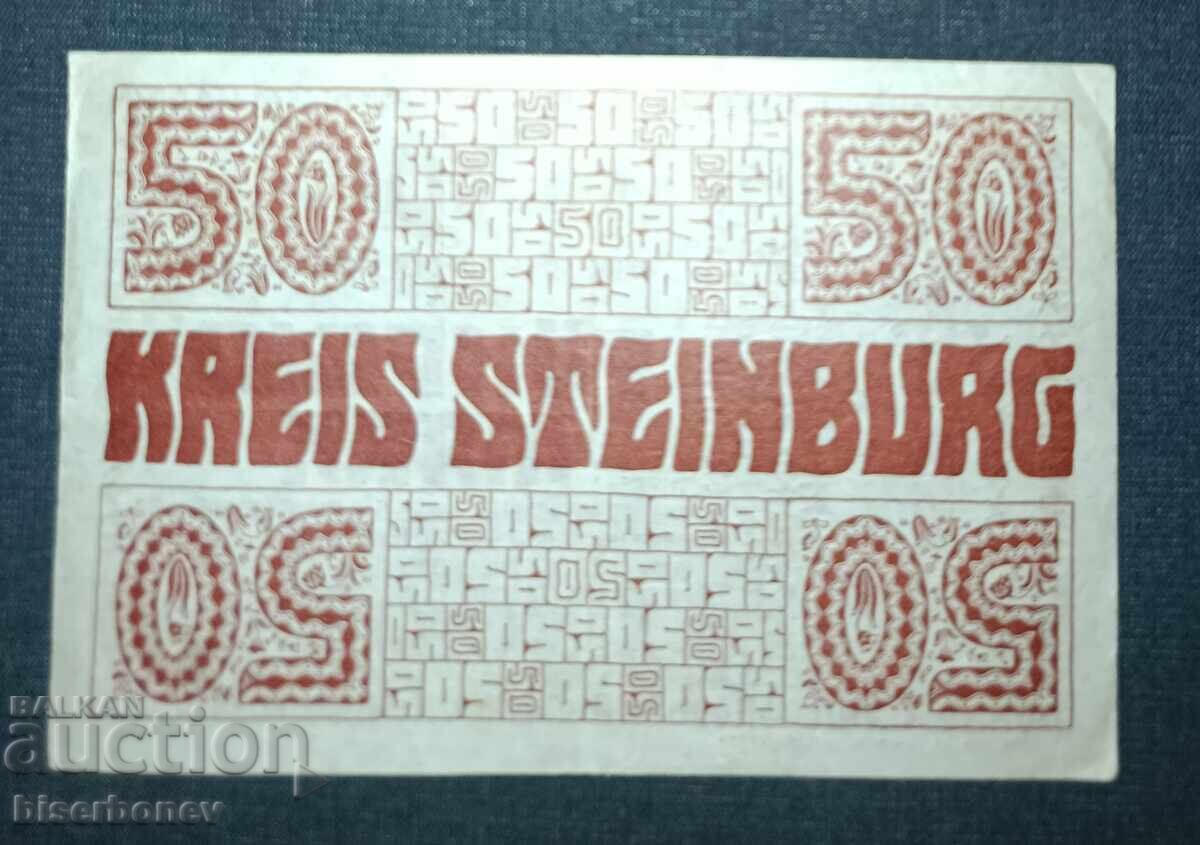 50 50
KREIS STEINBURG
50 50
BALKAN
auction
biserbonev